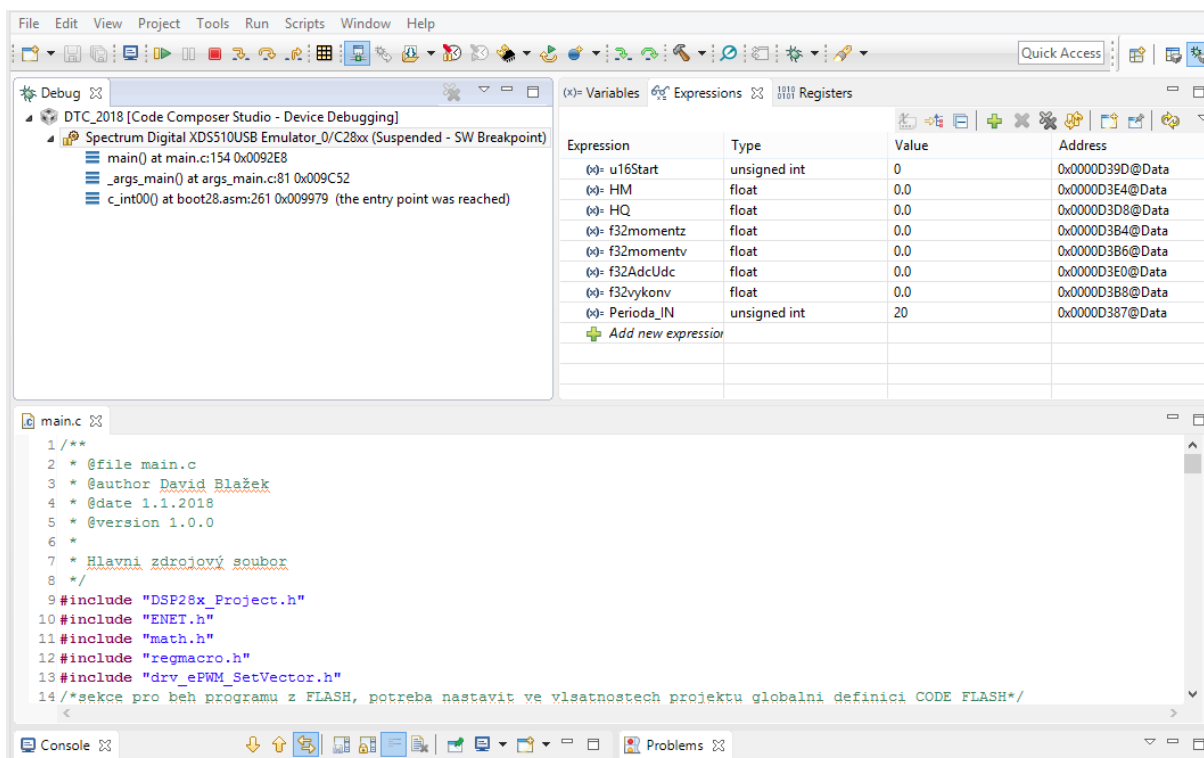 File Edit View Project Tools Run Scripts Window Help
Quick Access
Debug
DTC_2018 [Code Composer Studio - Device Debugging]
Spectrum Digital XDS510USB Emulator_0/C28xx (Suspended - SW Breakpoint)
main() at main.c:154 0x0092E8
_args_main() at args_main.c:81 0x009C52
c_int00() at boot28.asm:261 0x009979 (the entry point was reached)
(x)= Variables Expressions 1010 0101 Registers
Expression Type Value Address
(x)= u16Start unsigned int 0 0x0000D39D@Data
(x)= HM float 0.0 0x0000D3E4@Data
(x)= HQ float 0.0 0x0000D3D8@Data
(x)= f32momentz float 0.0 0x0000D3B4@Data
(x)= f32momentv float 0.0 0x0000D3B6@Data
(x)= f32AdcUdc float 0.0 0x0000D3E0@Data
(x)= f32vykonv float 0.0 0x0000D3B8@Data
(x)= Perioda_IN unsigned int 20 0x0000D387@Data
Add new expression
main.c
1 /**
2 * @file main.c
3 * @author David Blažek
4 * @date 1.1.2018
5 * @version 1.0.0
6 *
7 * Hlavni zdrojový soubor
8 */
9 #include "DSP28x_Project.h"
10 #include "ENET.h"
11 #include "math.h"
12 #include "regmacro.h"
13 #include "drv_ePWM_SetVector.h"
14 /*sekce pro beh programu z FLASH, potreba nastavit ve vlsatnostech projektu globalni definici CODE FLASH*/
Console
Problems